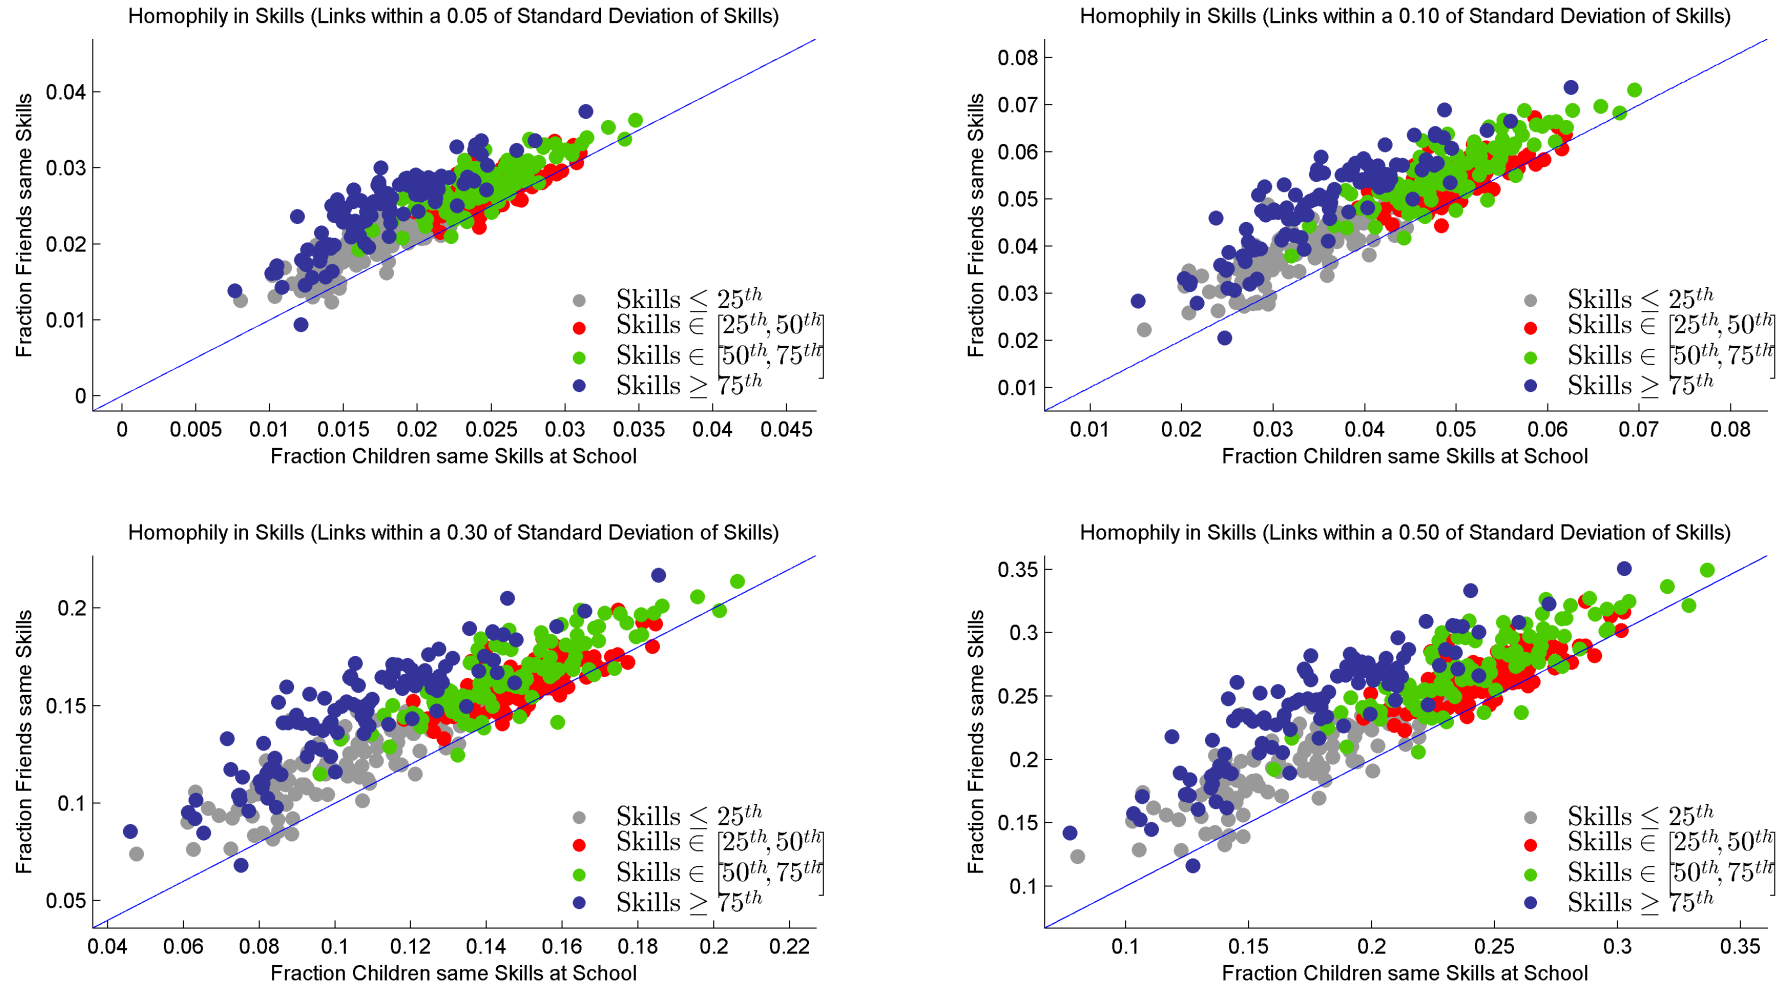 Homophily in Skills (Links within a 0.05 of Standard Deviation of Skills)
Fraction Friends same Skills
0.04
0.03
0.02
0.01
0
Skills ≤ 25th
Skills ∈ [25th, 50th]
Skills ∈ [50th, 75th]
Skills ≥ 75th
0 0.005 0.01 0.015 0.02 0.025 0.03 0.035 0.04 0.045
Fraction Children same Skills at School
Homophily in Skills (Links within a 0.10 of Standard Deviation of Skills)
Fraction Friends same Skills
0.08
0.07
0.06
0.05
0.04
0.03
0.02
0.01
Skills ≤ 25th
Skills ∈ [25th, 50th]
Skills ∈ [50th, 75th]
Skills ≥ 75th
0.01 0.02 0.03 0.04 0.05 0.06 0.07 0.08
Fraction Children same Skills at School
Homophily in Skills (Links within a 0.30 of Standard Deviation of Skills)
Fraction Friends same Skills
0.2
0.15
0.1
0.05
Skills ≤ 25th
Skills ∈ [25th, 50th]
Skills ∈ [50th, 75th]
Skills ≥ 75th
0.04 0.06 0.08 0.1 0.12 0.14 0.16 0.18 0.2 0.22
Fraction Children same Skills at School
Homophily in Skills (Links within a 0.50 of Standard Deviation of Skills)
Fraction Friends same Skills
0.35
0.3
0.25
0.2
0.15
0.1
Skills ≤ 25th
Skills ∈ [25th, 50th]
Skills ∈ [50th, 75th]
Skills ≥ 75th
0.1 0.15 0.2 0.25 0.3 0.35
Fraction Children same Skills at School